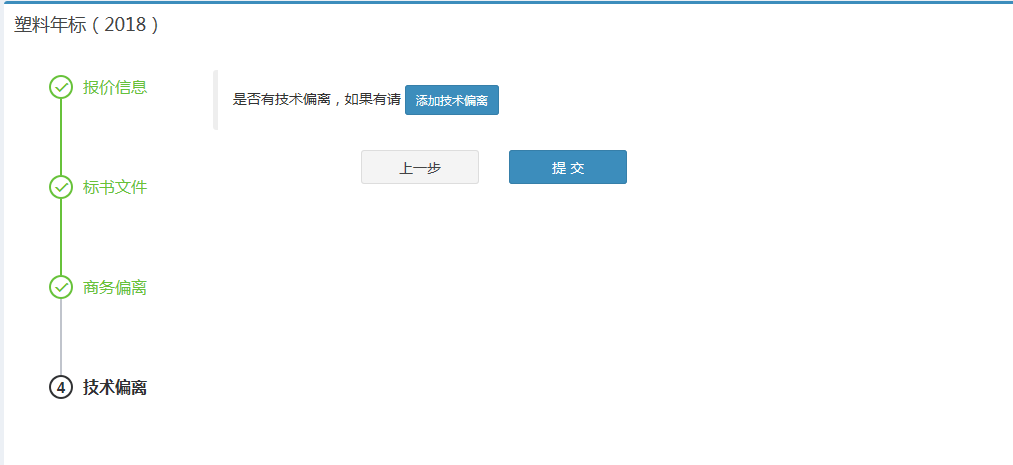 塑料年标（2018）
报价信息
是否有技术偏离，如果有请 添加技术偏离
上一步 提 交
标书文件
商务偏离
4 技术偏离